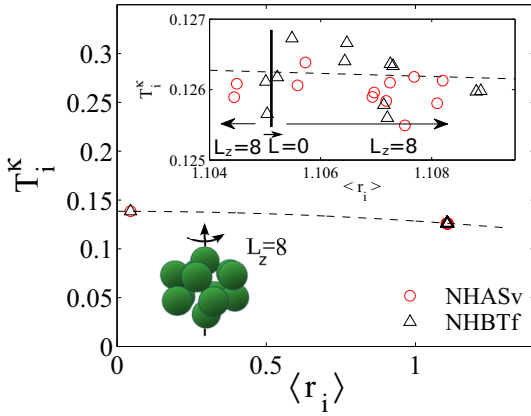 0.3
0.25
0.2
0.15
0.1
0.05
0
T_i^κ
0
0.5
1
⟨r_i⟩
0.127
0.126
0.125
T_i^κ
1.104
1.106
1.108
<r_i>
L_z=8
L=0
L_z=8
L_z=8
NHASv
NHBTf